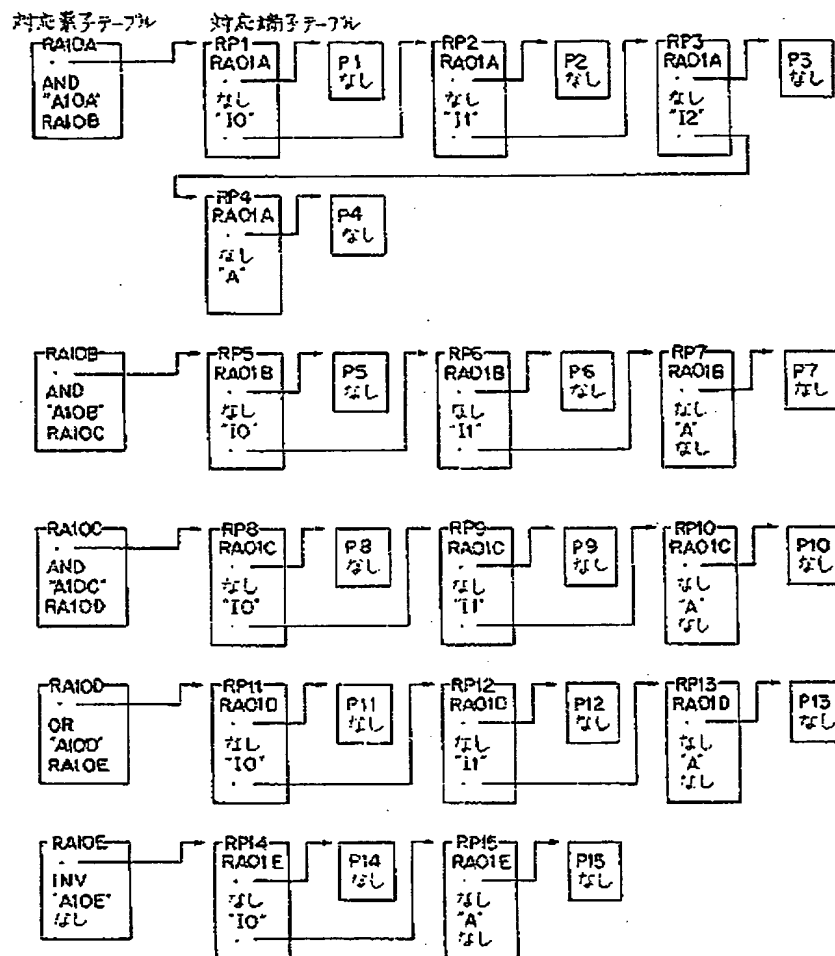 対応素子テーブル 対応端子テーブル
RA10A
AND
"A10A"
RA10B
RP1
RA01A
なし
"I0"
P1
なし
RP2
RA01A
なし
"I1"
P2
なし
RP3
RA01A
なし
"I2"
P3
なし
RP4
RA01A
なし
"A"
P4
なし
RA10B
AND
"A10B"
RA10C
RP5
RA01B
なし
"I0"
P5
なし
RP6
RA01B
なし
"I1"
P6
なし
RP7
RA01B
なし
"A"
なし
P7
なし
RA10C
AND
"A10C"
RA10D
RP8
RA01C
なし
"I0"
P8
なし
RP9
RA01C
なし
"I1"
P9
なし
RP10
RA01C
なし
"A"
なし
P10
なし
RA10D
OR
"A10D"
RA10E
RP11
RA01D
なし
"I0"
P11
なし
RP12
RA01D
なし
"I1"
P12
なし
RP13
RA01D
なし
"A"
なし
P13
なし
RA10E
INV
"A10E"
なし
RP14
RA01E
なし
"I0"
P14
なし
RP15
RA01E
なし
"A"
なし
P15
なし